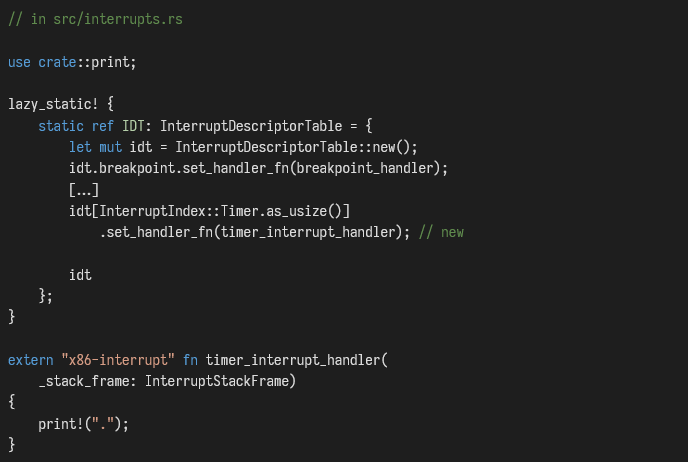 // in src/interrupts.rs
use crate::print;
lazy_static! {
    static ref IDT: InterruptDescriptorTable = {
        let mut idt = InterruptDescriptorTable::new();
        idt.breakpoint.set_handler_fn(breakpoint_handler);
        […]
        idt[InterruptIndex::Timer.as_usize()]
            .set_handler_fn(timer_interrupt_handler); // new
        idt
    };
}
extern "x86-interrupt" fn timer_interrupt_handler(
    _stack_frame: InterruptStackFrame)
{
    print!(".");
}